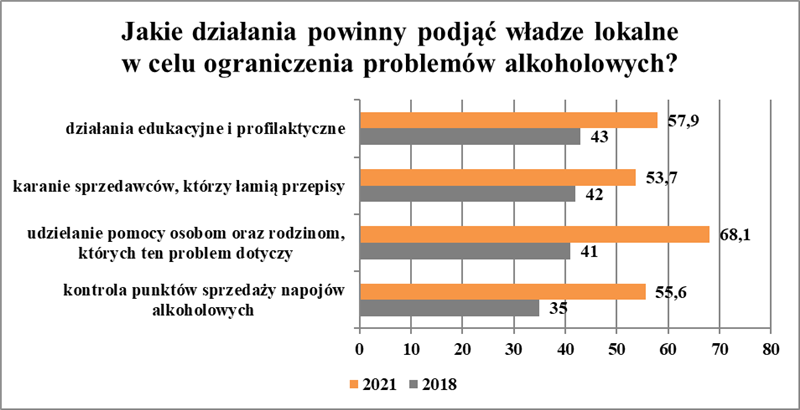 Jakie działania powinny podjąć władze lokalne
w celu ograniczenia problemów alkoholowych?
działania edukacyjne i profilaktyczne
57,9
43
karanie sprzedawców, którzy łamią przepisy
53,7
42
udzielanie pomocy osobom oraz rodzinom,
których ten problem dotyczy
68,1
41
kontrola punktów sprzedaży napojów
alkoholowych
55,6
35
0 10 20 30 40 50 60 70 80
2021 2018